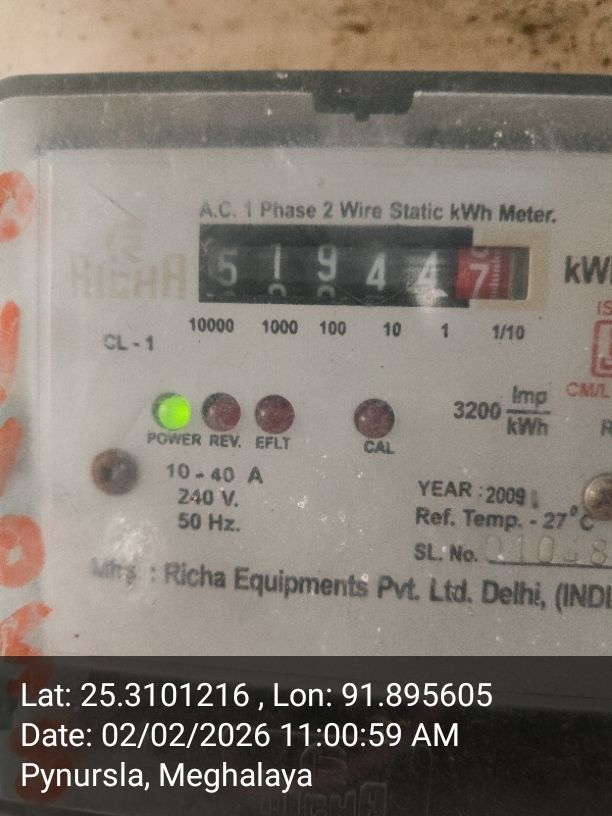 A.C. 1 Phase 2 Wire Static kWh Meter.
5 1 9 4 4 7
10000 1000 100 10 1 1/10
CL - 1
3200 Imp/kWh
CM/L
POWER REV. EFLT CAL
10 - 40 A
240 V.
50 Hz.
YEAR : 2009
Ref. Temp. - 27°C
SL. No.
Mfrs : Richa Equipments Pvt. Ltd. Delhi,
Lat: 25.3101216 , Lon: 91.895605
Date: 02/02/2026 11:00:59 AM
Pynursla, Meghalaya